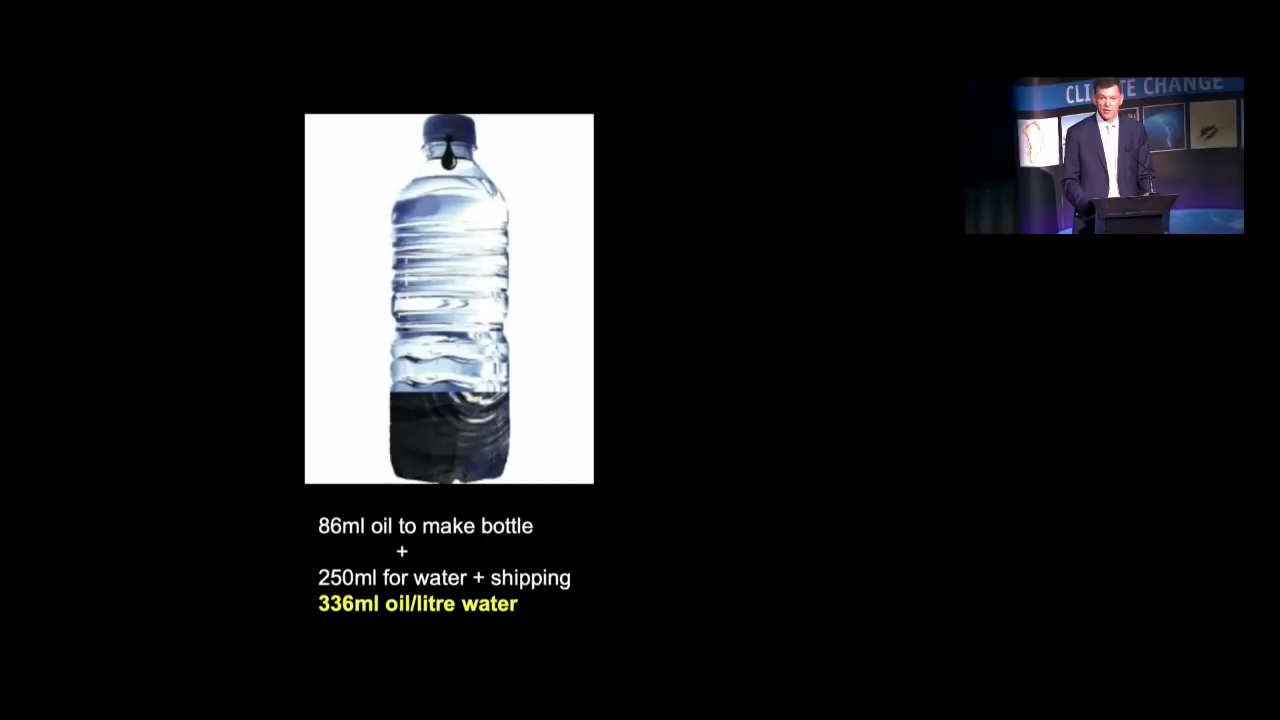 CLIMATE CHANGE
86ml oil to make bottle
+
250ml for water + shipping
336ml oil/litre water